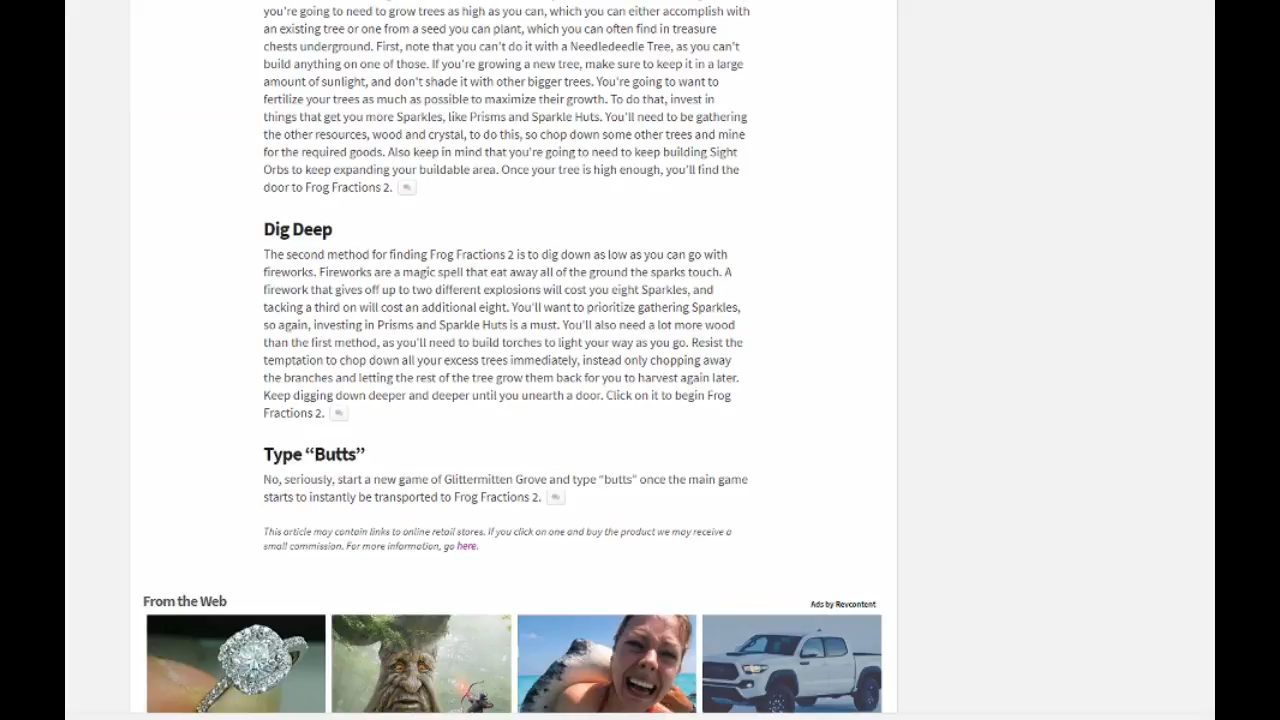 you're going to need to grow trees as high as you can, which you can either accomplish with
an existing tree or one from a seed you can plant, which you can often find in treasure
chests underground. First, note that you can't do it with a Needledeedle Tree, as you can't
build anything on one of those. If you're growing a new tree, make sure to keep it in a large
amount of sunlight, and don't shade it with other bigger trees. You're going to want to
fertilize your trees as much as possible to maximize their growth. To do that, invest in
things that get you more Sparkles, like Prisms and Sparkle Huts. You'll need to be gathering
the other resources, wood and crystal, to do this, so chop down some other trees and mine
for the required goods. Also keep in mind that you're going to need to keep building Sight
Orbs to keep expanding your buildable area. Once your tree is high enough, you'll find the
door to Frog Fractions 2.
Dig Deep
The second method for finding Frog Fractions 2 is to dig down as low as you can go with
fireworks. Fireworks are a magic spell that eat away all of the ground the sparks touch. A
firework that gives off up to two different explosions will cost you eight Sparkles, and
tacking a third on will cost an additional eight. You'll want to prioritize gathering Sparkles,
so again, investing in Prisms and Sparkle Huts is a must. You'll also need a lot more wood
than the first method, as you'll need to build torches to light your way as you go. Resist the
temptation to chop down all your excess trees immediately, instead only chopping away
the branches and letting the rest of the tree grow them back for you to harvest again later.
Keep digging down deeper and deeper until you unearth a door. Click on it to begin Frog
Fractions 2.
Type “Butts”
No, seriously, start a new game of Glittermitten Grove and type “butts” once the main game
starts to instantly be transported to Frog Fractions 2.
This article may contain links to online retail stores. If you click on one and buy the product we may receive a
small commission. For more information, go here.
From the Web
Ads by Revcontent